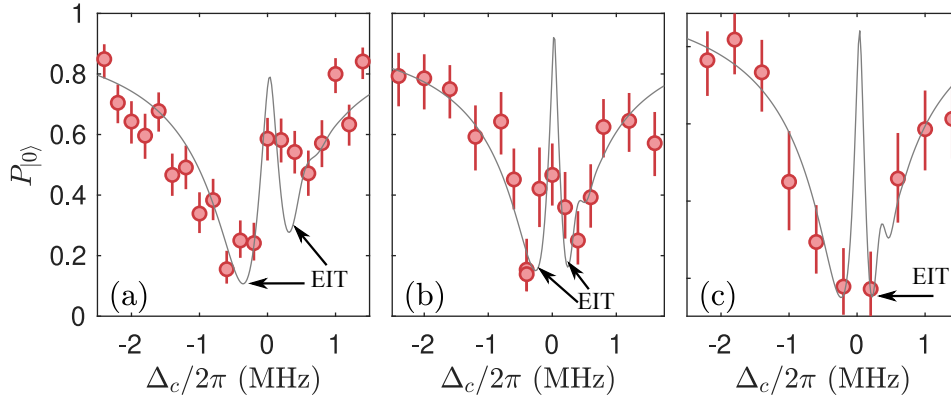 1
0.8
0.6
0.4
0.2
0
P|0⟩
(a)
EIT
(b)
EIT
(c)
EIT
-2 -1 0 1
-2 -1 0 1
-2 -1 0 1
Δc/2π (MHz)
Δc/2π (MHz)
Δc/2π (MHz)